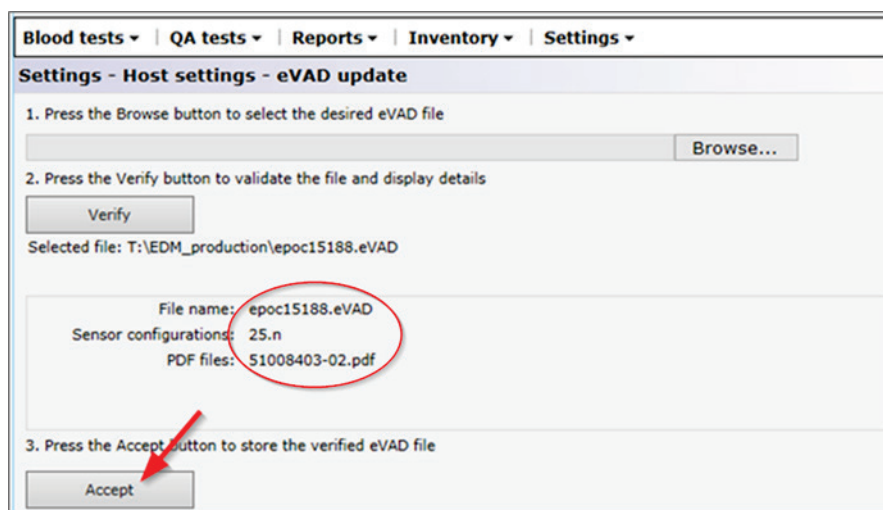 Blood tests ▾ | QA tests ▾ | Reports ▾ | Inventory ▾ | Settings ▾
Settings - Host settings - eVAD update
1. Press the Browse button to select the desired eVAD file
Browse...
2. Press the Verify button to validate the file and display details
Verify
Selected file: T:\EDM_production\epoc15188.eVAD
File name: epoc15188.eVAD
Sensor configurations: 25.n
PDF files: 51008403-02.pdf
3. Press the Accept button to store the verified eVAD file
Accept